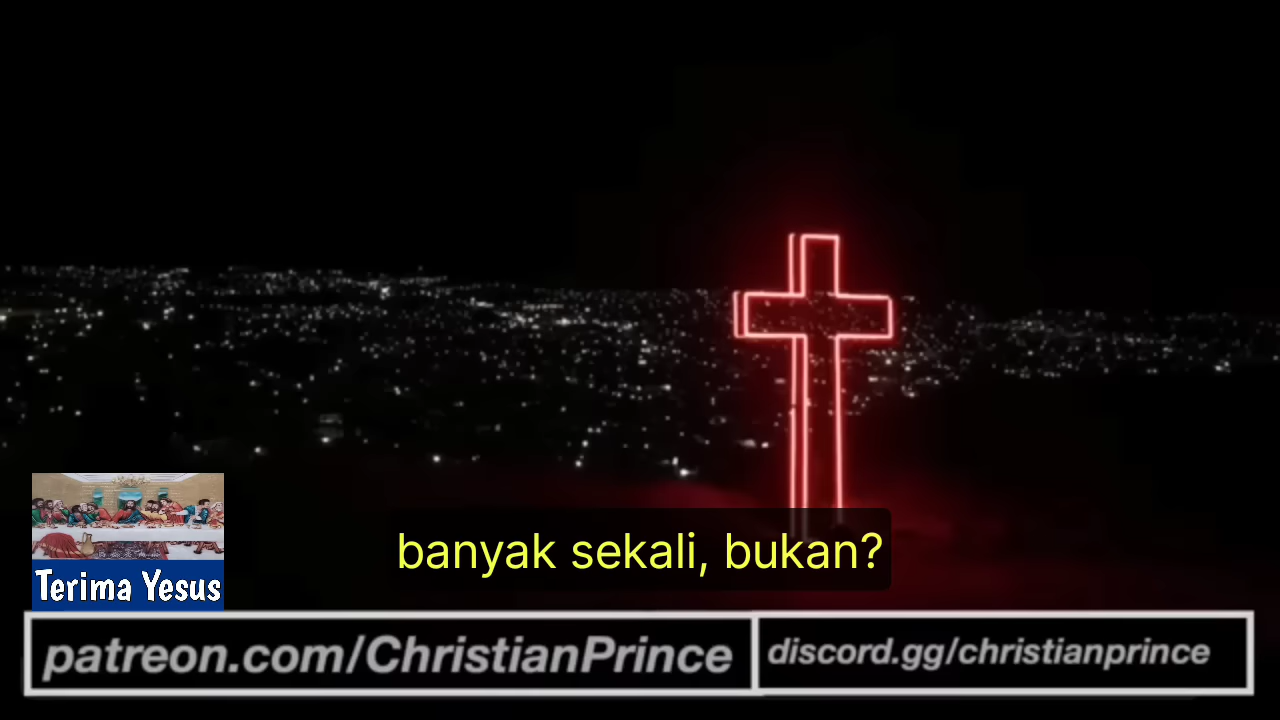 banyak sekali, bukan?
Terima Yesus
patreon.com/ChristianPrince
discord.gg/christianprince